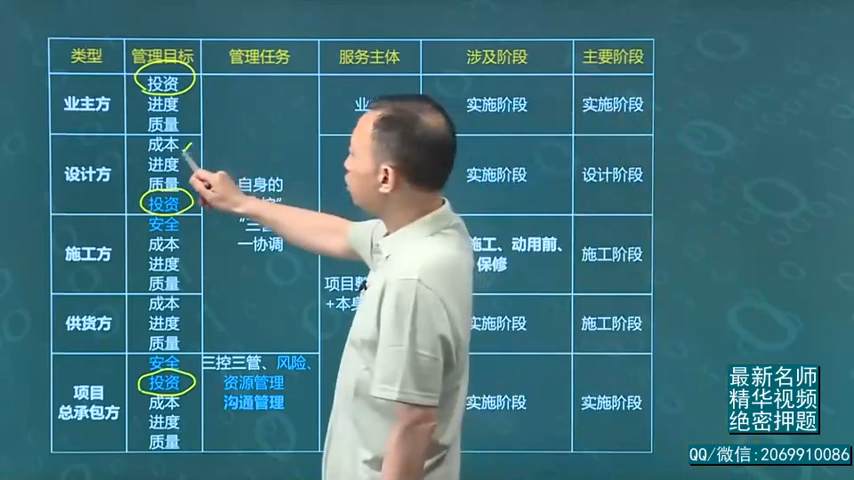 类型 管理目标 管理任务 服务主体 涉及阶段 主要阶段
业主方
投资
进度
质量
业
实施阶段
实施阶段
设计方
成本
进度
质量
投资
自身的
"三
一协调
实施阶段
设计阶段
施工方
安全
成本
进度
质量
项目整
+本身
施工、动用前、
保修
施工阶段
供货方
成本
进度
质量
实施阶段
施工阶段
项目
总承包方
安全
投资
成本
进度
质量
三控三管、风险、
资源管理
沟通管理
实施阶段
实施阶段
最新名师
精华视频
绝密押题
QQ/微信:2069910086